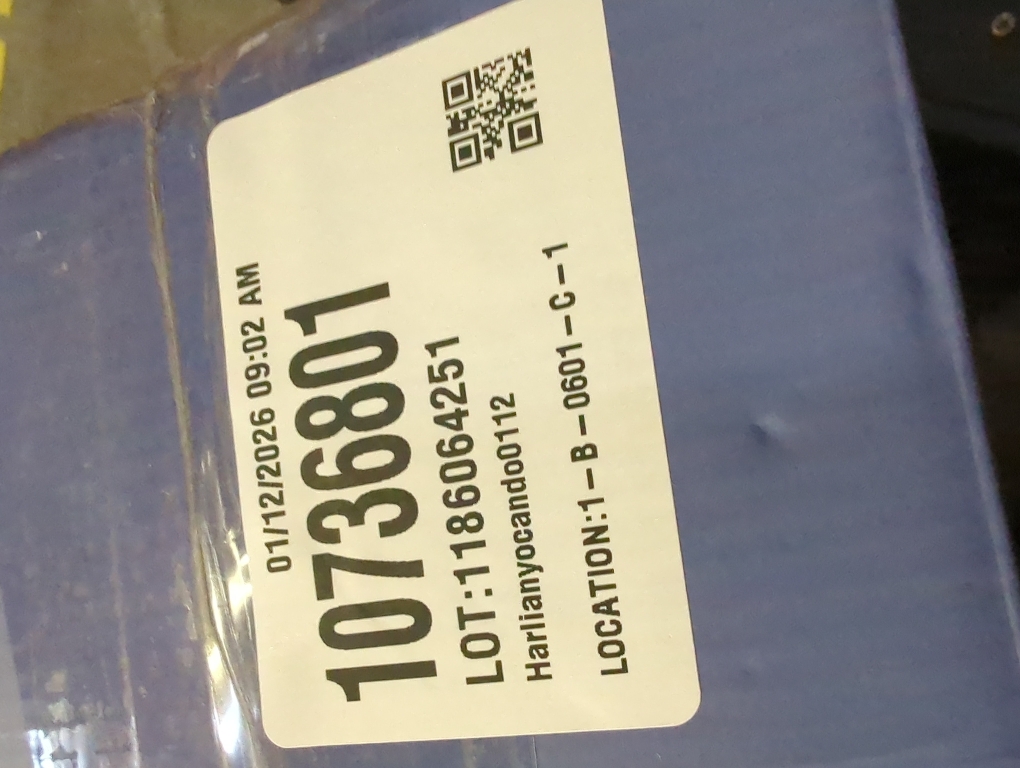 01/12/2026 09:02 AM
10736801
LOT:1186064251
Harlianyocando0112
LOCATION:1-B-0601-C-1